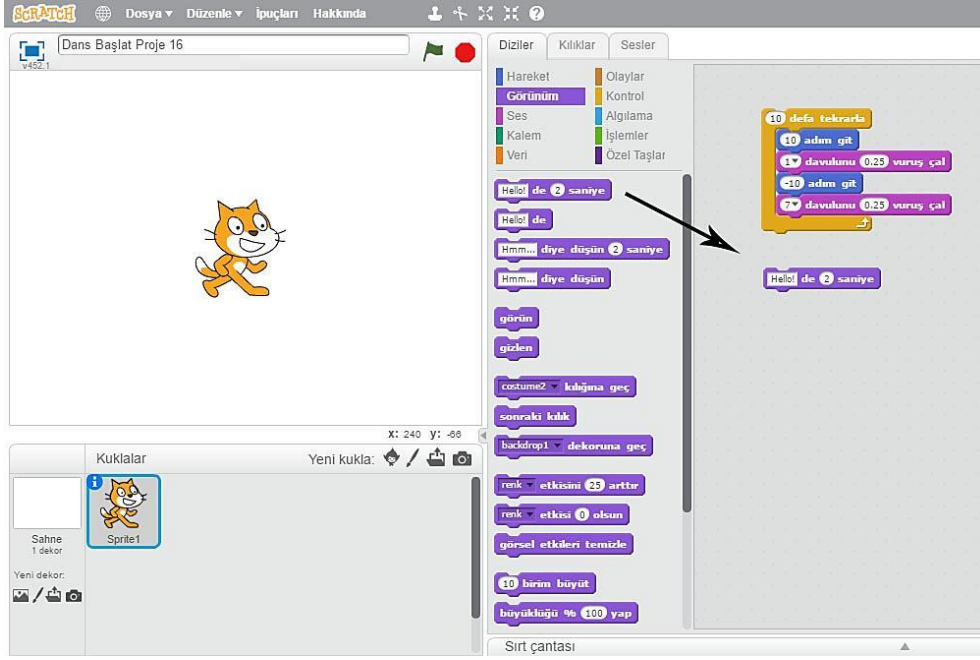 SCRATCH Dosya Düzenle İpuçları Hakkında
v452.1
Dans Başlat Proje 16
X: 240 y: -66
Kuklalar Yeni kukla:
Sahne
1 dekor
Yeni dekor:
Sprite1
Diziler Kılıklar Sesler
Hareket Olaylar
Görünüm Kontrol
Ses Algılama
Kalem İşlemler
Veri Özel Taşlar
Hello! de 2 saniye
Hello! de
Hmm... diye düşün 2 saniye
Hmm... diye düşün
görün
gizlen
costume2 kılığına geç
sonraki kılık
backdrop1 dekoruna geç
renk etkisini 25 arttır
renk etkisi 0 olsun
görsel etkileri temizle
10 birim büyüt
büyüklüğü % 100 yap
10 defa tekrarla
10 adım git
1 davulunu 0.25 vuruş çal
-10 adım git
7 davulunu 0.25 vuruş çal
Hello! de 2 saniye
Sırt çantası